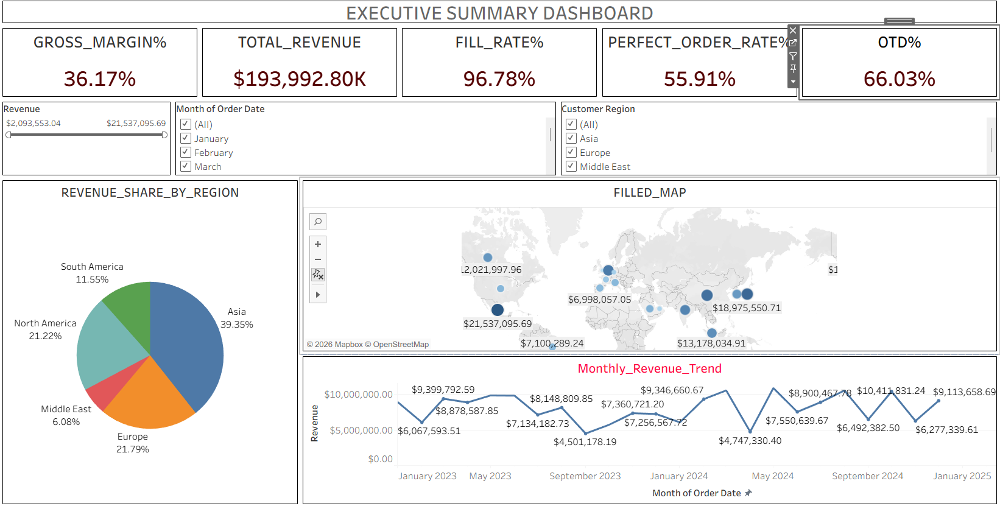 EXECUTIVE SUMMARY DASHBOARD
GROSS_MARGIN%
36.17%
TOTAL_REVENUE
$193,992.80K
FILL_RATE%
96.78%
PERFECT_ORDER_RATE%
55.91%
OTD%
66.03%
Revenue
$2,093,553.04 $21,537,095.69
Month of Order Date
(All)
January
February
March
Customer Region
(All)
Asia
Europe
Middle East
REVENUE_SHARE_BY_REGION
South America
11.55%
Asia
39.35%
North America
21.22%
Middle East
6.08%
Europe
21.79%
FILLED_MAP
12,021,997.96
$1
$6,998,057.05
$18,975,550.71
$21,537,095.69
$7,100,289.24
$13,178,034.91
© 2026 Mapbox © OpenStreetMap
Monthly_Revenue_Trend
Revenue
$10,000,000.00
$5,000,000.00
$0.00
$9,399,792.59
$8,878,587.85
$6,067,593.51
$8,148,809.85
$7,134,182.73
$4,501,178.19
$9,346,660.67
$7,360,721.20
$7,256,567.72
$4,747,330.40
$8,900,467.78
$7,550,639.67
$10,411,831.24
$6,492,382.50
$9,113,658.69
$6,277,339.61
January 2023 May 2023 September 2023 January 2024 May 2024 September 2024 January 2025
Month of Order Date